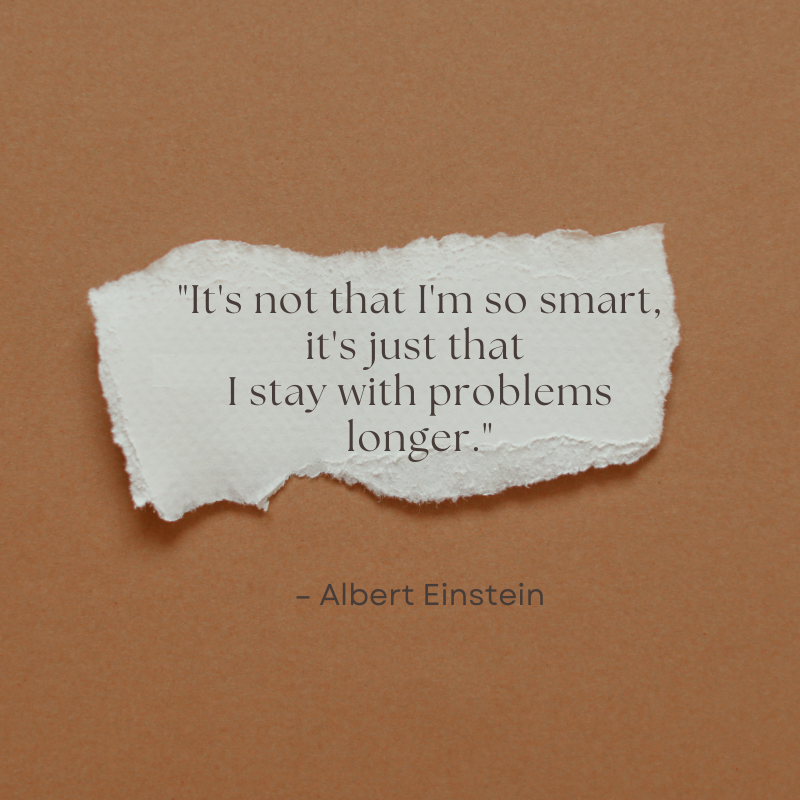 "It's not that I'm so smart,
it's just that
I stay with problems
longer."
– Albert Einstein